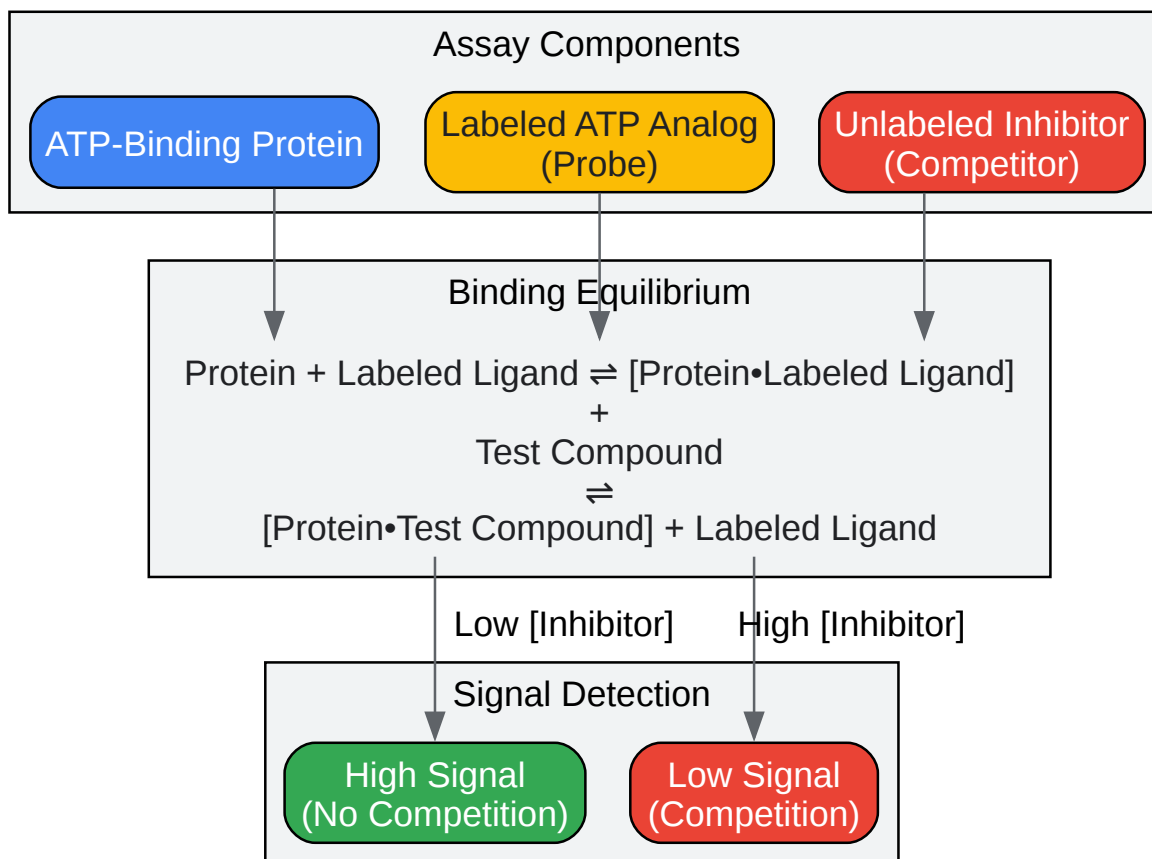 Assay Components
ATP-Binding Protein
Labeled ATP Analog
(Probe)
Unlabeled Inhibitor
(Competitor)
Binding Equilibrium
Protein + Labeled Ligand ⇌ [Protein•Labeled Ligand]
+
Test Compound
⇌
[Protein•Test Compound] + Labeled Ligand
Low [Inhibitor]
High [Inhibitor]
Signal Detection
High Signal
(No Competition)
Low Signal
(Competition)